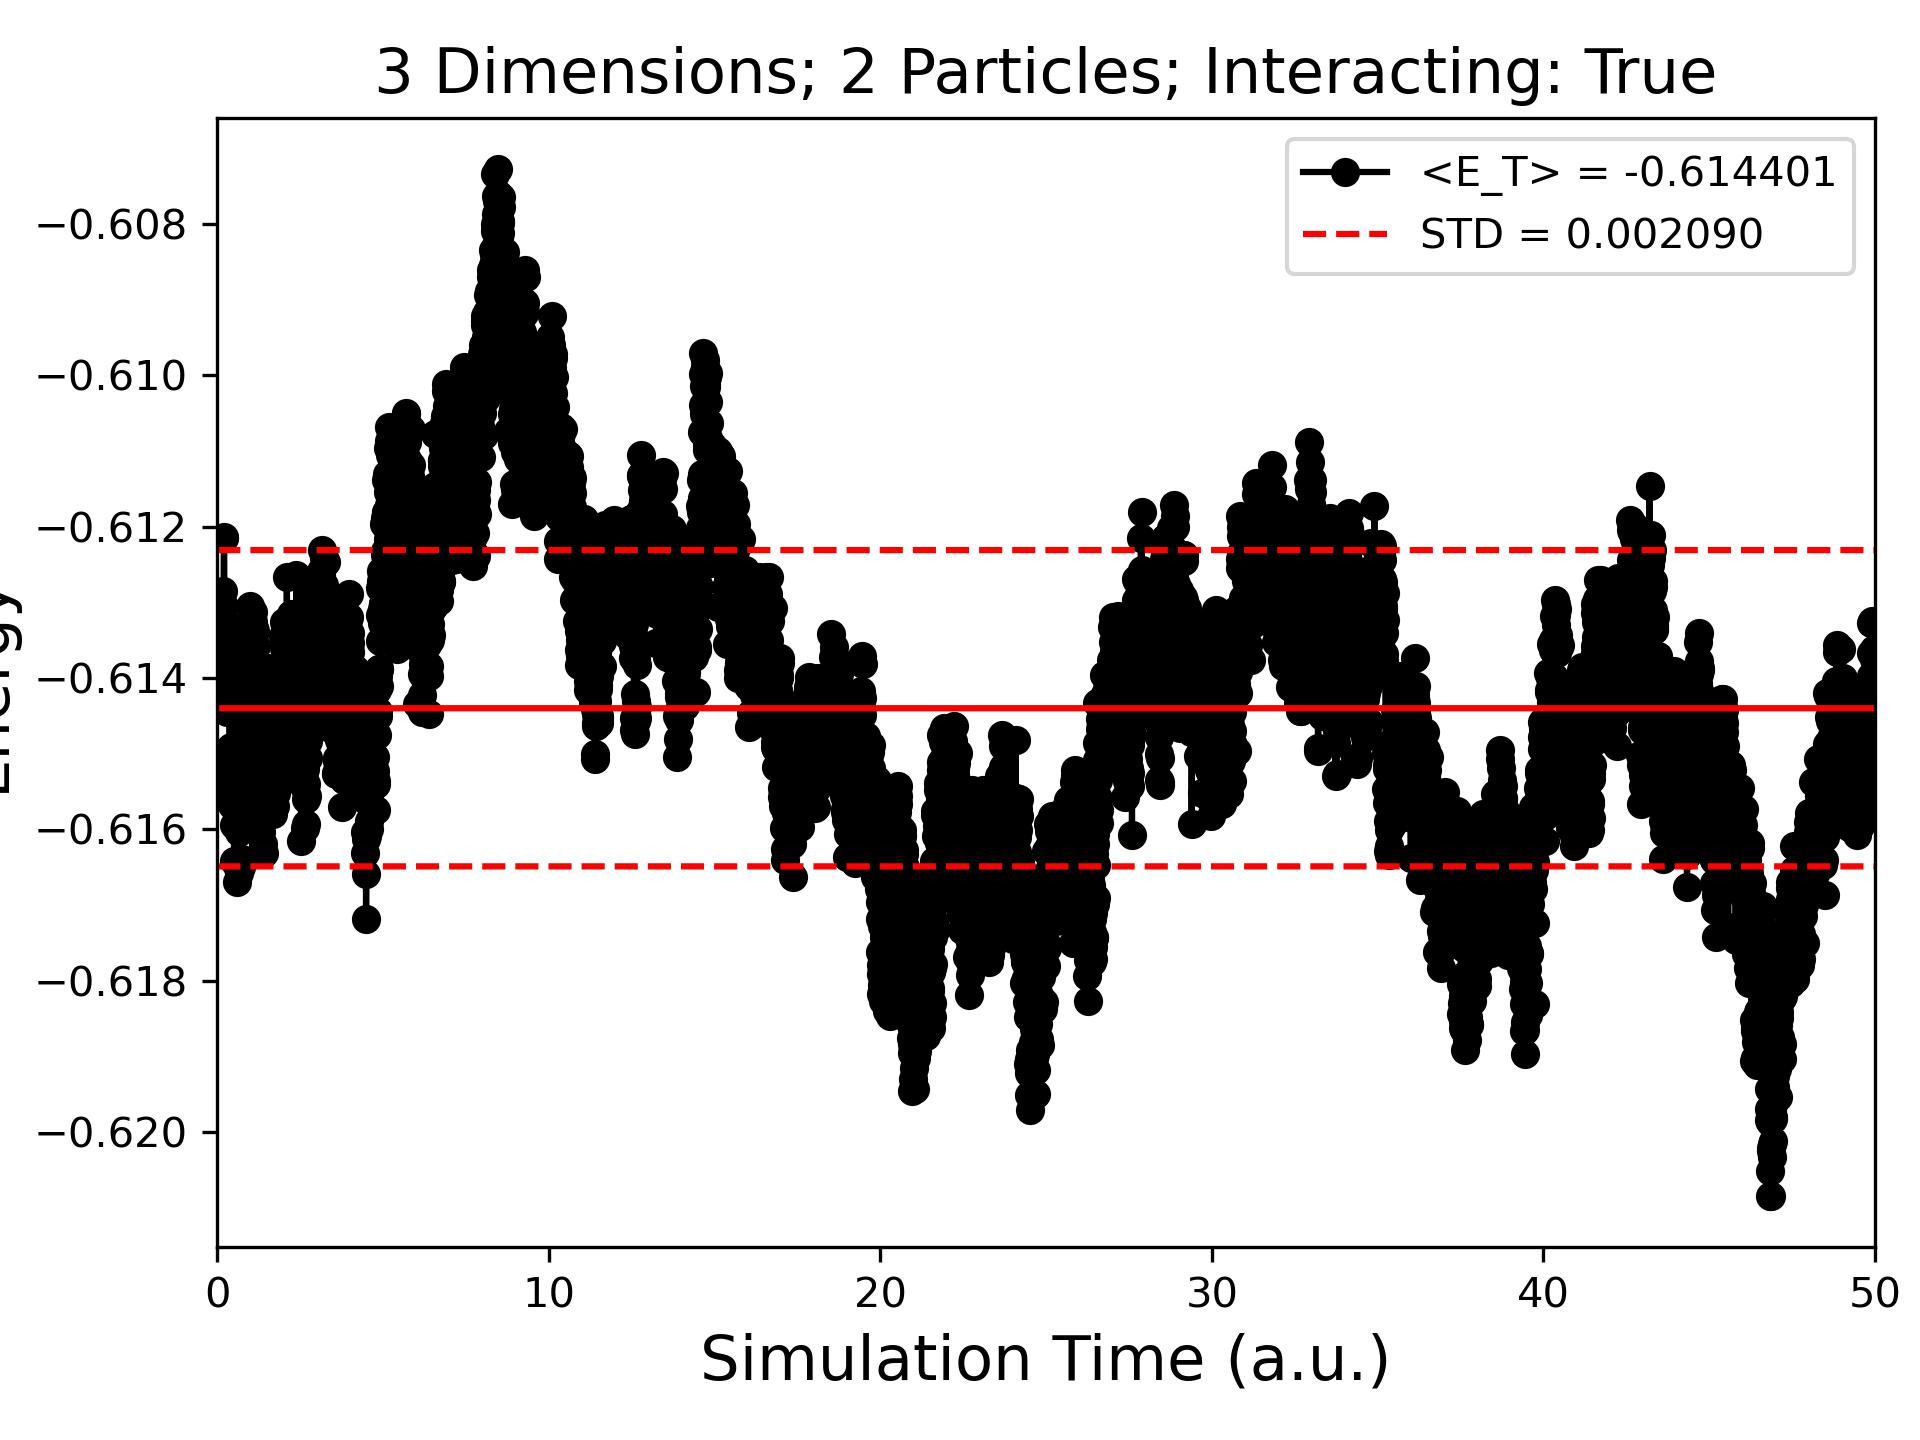 3 Dimensions; 2 Particles; Interacting: True
<E_T> = -0.614401
STD = 0.002090
−0.608
−0.610
−0.612
−0.614
−0.616
−0.618
−0.620
Energy
0 10 20 30 40 50
Simulation Time (a.u.)